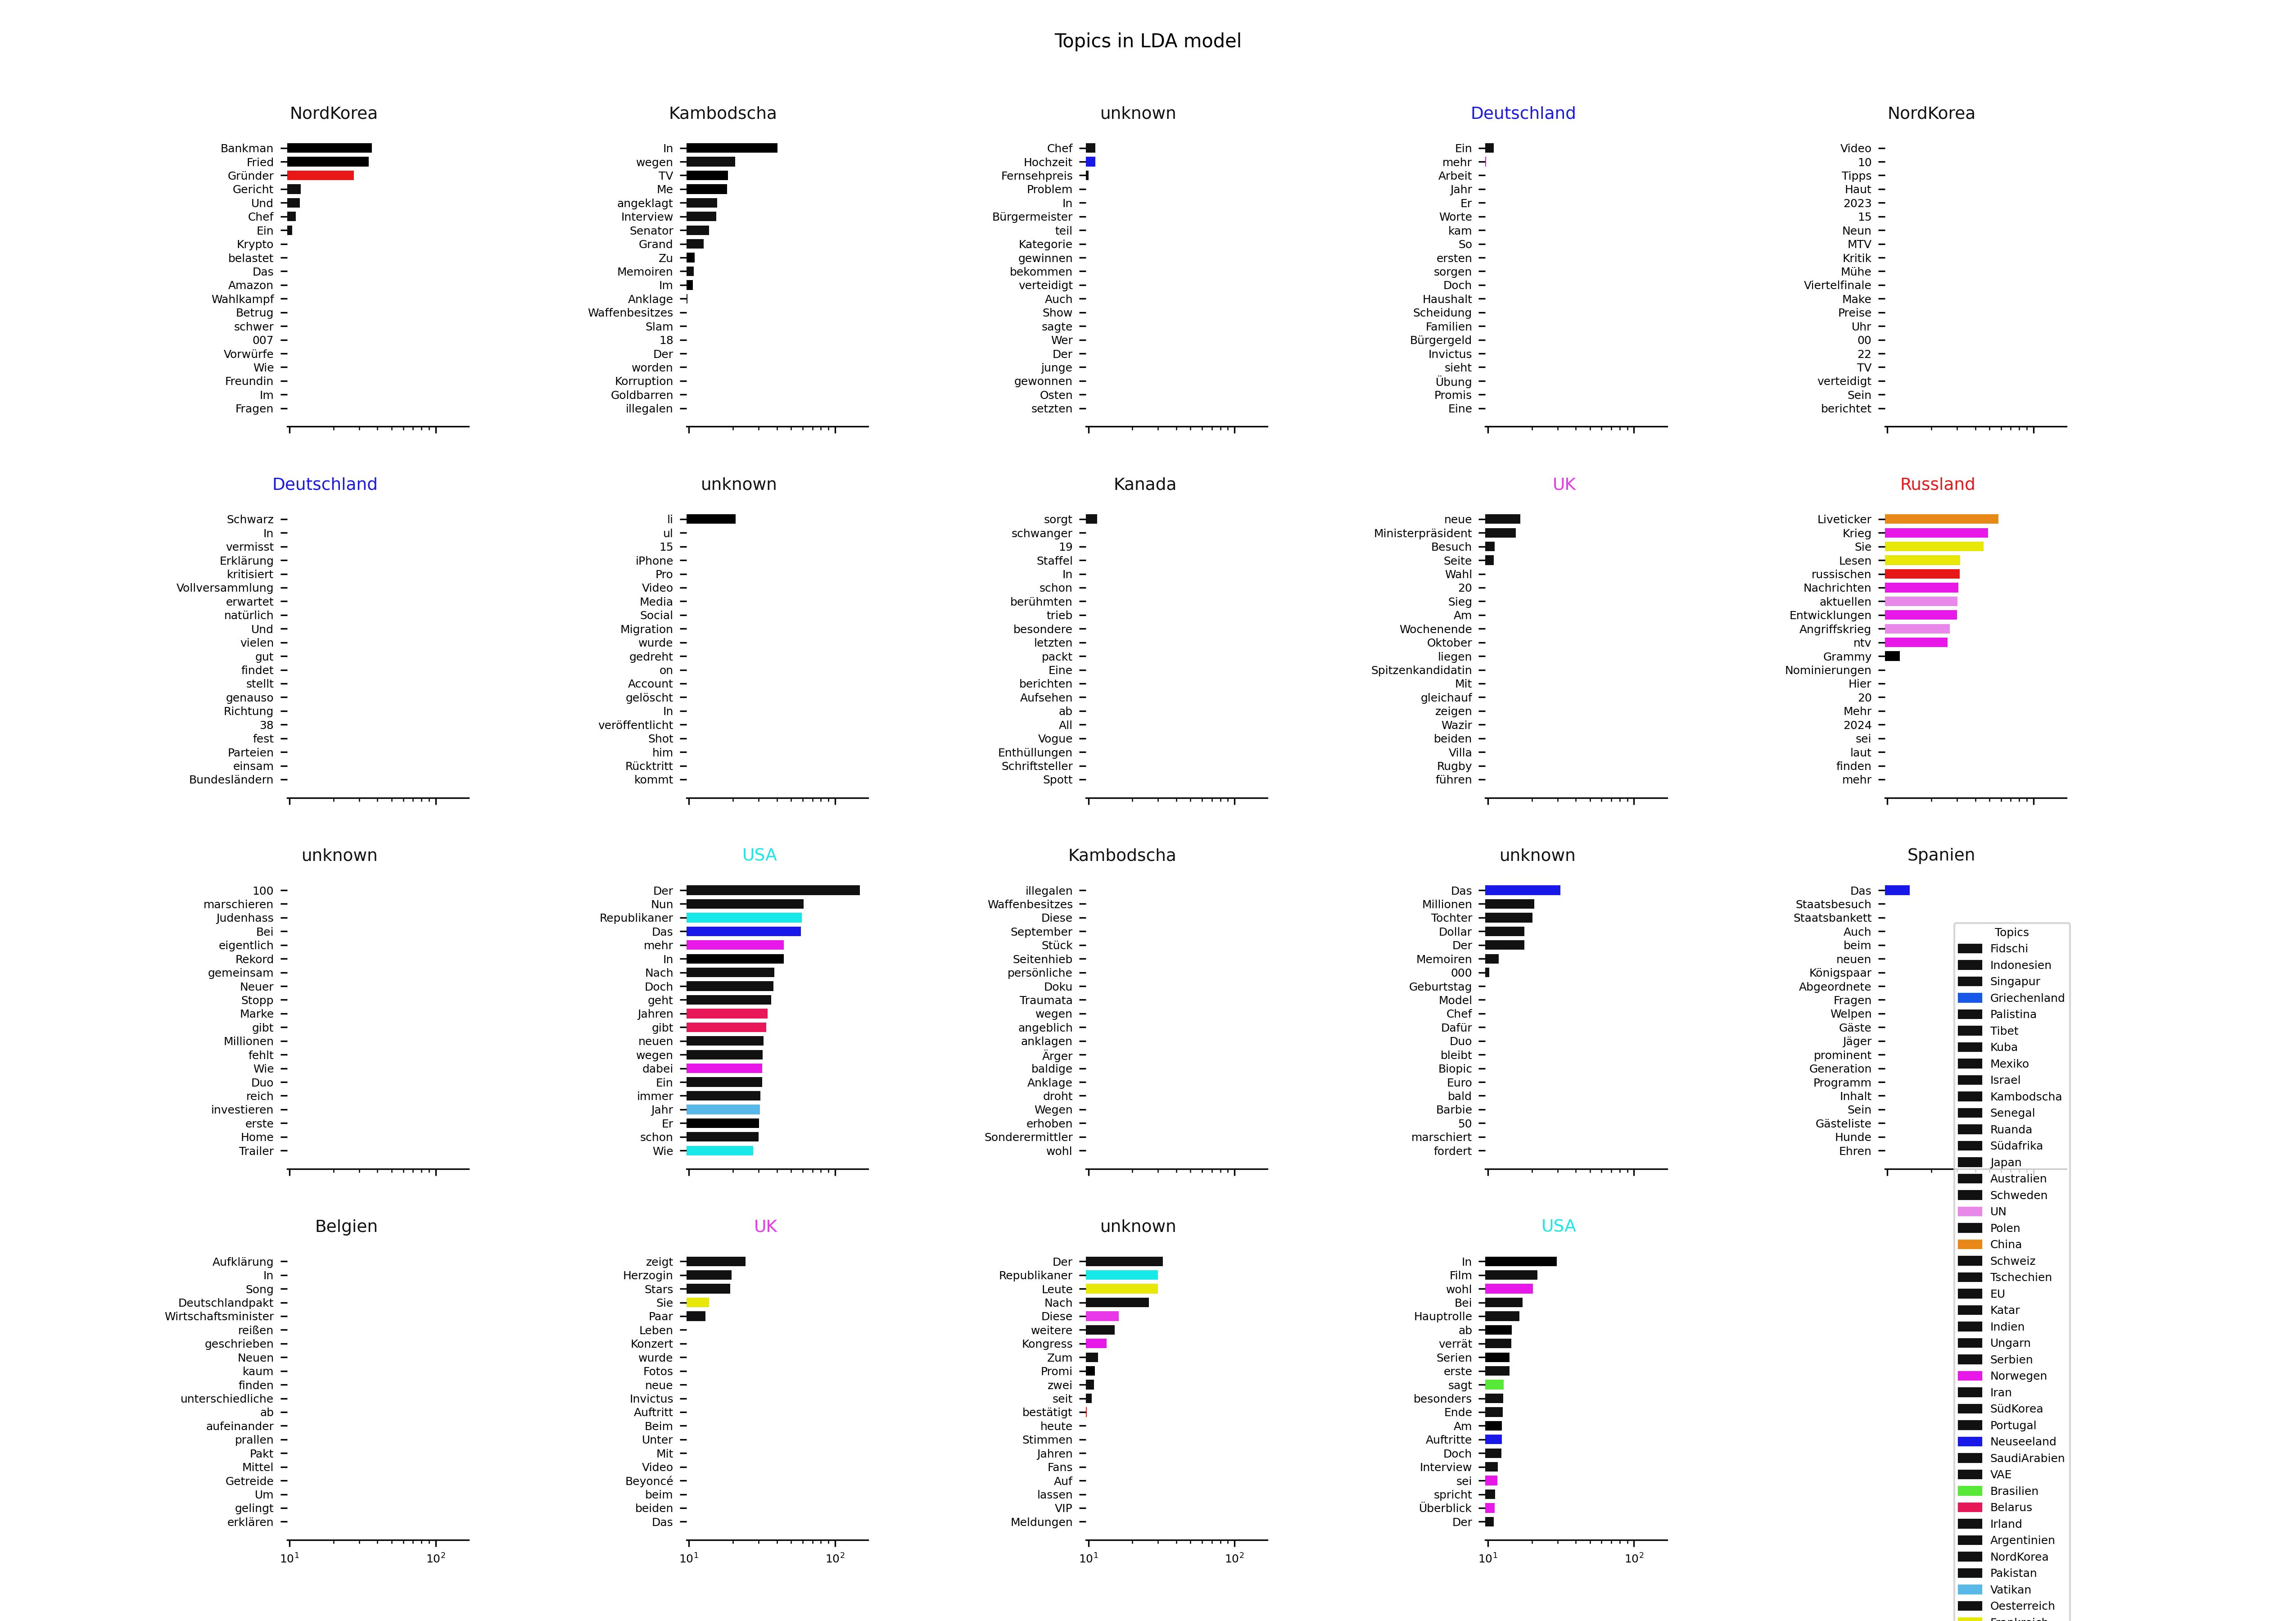 Topics in LDA model
NordKorea
Bankman
Fried
Gründer
Gericht
Und
Chef
Ein
Krypto
belastet
Das
Amazon
Wahlkampf
Betrug
schwer
007
Vorwürfe
Wie
Freundin
Im
Fragen
Kambodscha
In
wegen
TV
Me
angeklagt
Interview
Senator
Grand
Zu
Memoiren
Im
Anklage
Waffenbesitzes
Slam
18
Der
worden
Korruption
Goldbarren
illegalen
unknown
Chef
Hochzeit
Fernsehpreis
Problem
In
Bürgermeister
teil
Kategorie
gewinnen
bekommen
verteidigt
Auch
Show
sagte
Wer
Der
junge
gewonnen
Osten
setzten
Deutschland
Ein
mehr
Arbeit
Jahr
Er
Worte
kam
So
ersten
sorgen
Doch
Haushalt
Scheidung
Familien
Bürgergeld
Invictus
sieht
Übung
Promis
Eine
NordKorea
Video
10
Tipps
Haut
2023
15
Neun
MTV
Kritik
Mühe
Viertelfinale
Make
Preise
Uhr
00
22
TV
verteidigt
Sein
berichtet
Deutschland
Schwarz
In
vermisst
Erklärung
kritisiert
Vollversammlung
erwartet
natürlich
Und
vielen
gut
findet
stellt
genauso
Richtung
38
fest
Parteien
einsam
Bundesländern
unknown
li
ul
15
iPhone
Pro
Video
Media
Social
Migration
wurde
gedreht
on
Account
gelöscht
In
veröffentlicht
Shot
him
Rücktritt
kommt
Kanada
sorgt
schwanger
19
Staffel
In
schon
berühmten
trieb
besondere
letzten
packt
Eine
berichten
Aufsehen
ab
All
Vogue
Enthüllungen
Schriftsteller
Spott
UK
neue
Ministerpräsident
Besuch
Seite
Wahl
20
Sieg
Am
Wochenende
Oktober
liegen
Spitzenkandidatin
Mit
gleichauf
zeigen
Wazir
beiden
Villa
Rugby
führen
Russland
Liveticker
Krieg
Sie
Lesen
russischen
Nachrichten
aktuellen
Entwicklungen
Angriffskrieg
ntv
Grammy
Nominierungen
Hier
20
Mehr
2024
sei
laut
finden
mehr
unknown
100
marschieren
Judenhass
Bei
eigentlich
Rekord
gemeinsam
Neuer
Stopp
Marke
gibt
Millionen
fehlt
Wie
Duo
reich
investieren
erste
Home
Trailer
USA
Der
Nun
Republikaner
Das
mehr
In
Nach
Doch
geht
Jahren
gibt
neuen
wegen
dabei
Ein
immer
Jahr
Er
schon
Wie
Kambodscha
illegalen
Waffenbesitzes
Diese
September
Stück
Seitenhieb
persönliche
Doku
Traumata
wegen
angeblich
anklagen
Ärger
baldige
Anklage
droht
Wegen
erhoben
Sonderermittler
wohl
unknown
Das
Millionen
Tochter
Dollar
Der
Memoiren
000
Geburtstag
Model
Chef
Dafür
Duo
bleibt
Biopic
Euro
bald
Barbie
50
marschiert
fordert
Spanien
Das
Staatsbesuch
Staatsbankett
Auch
beim
neuen
Königspaar
Abgeordnete
Fragen
Welpen
Gäste
Jäger
prominent
Generation
Programm
Inhalt
Sein
Gästeliste
Hunde
Ehren
Belgien
Aufklärung
In
Song
Deutschlandpakt
Wirtschaftsminister
reißen
geschrieben
Neuen
kaum
finden
unterschiedliche
ab
aufeinander
prallen
Pakt
Mittel
Getreide
Um
gelingt
erklären
10¹ 10²
UK
zeigt
Herzogin
Stars
Sie
Paar
Leben
Konzert
wurde
Fotos
neue
Invictus
Auftritt
Beim
Unter
Mit
Video
Beyoncé
beim
beiden
Das
10¹ 10²
unknown
Der
Republikaner
Leute
Nach
Diese
weitere
Kongress
Zum
Promi
zwei
seit
bestätigt
heute
Stimmen
Jahren
Fans
Auf
lassen
VIP
Meldungen
10¹ 10²
USA
In
Film
wohl
Bei
Hauptrolle
ab
verrät
Serien
erste
sagt
besonders
Ende
Am
Auftritte
Doch
Interview
sei
spricht
Überblick
Der
10¹ 10²
Topics
Fidschi
Indonesien
Singapur
Griechenland
Palistina
Tibet
Kuba
Mexiko
Israel
Kambodscha
Senegal
Ruanda
Südafrika
Japan
Australien
Schweden
UN
Polen
China
Schweiz
Tschechien
EU
Katar
Indien
Ungarn
Serbien
Norwegen
Iran
SüdKorea
Portugal
Neuseeland
SaudiArabien
VAE
Brasilien
Belarus
Irland
Argentinien
NordKorea
Pakistan
Vatikan
Oesterreich